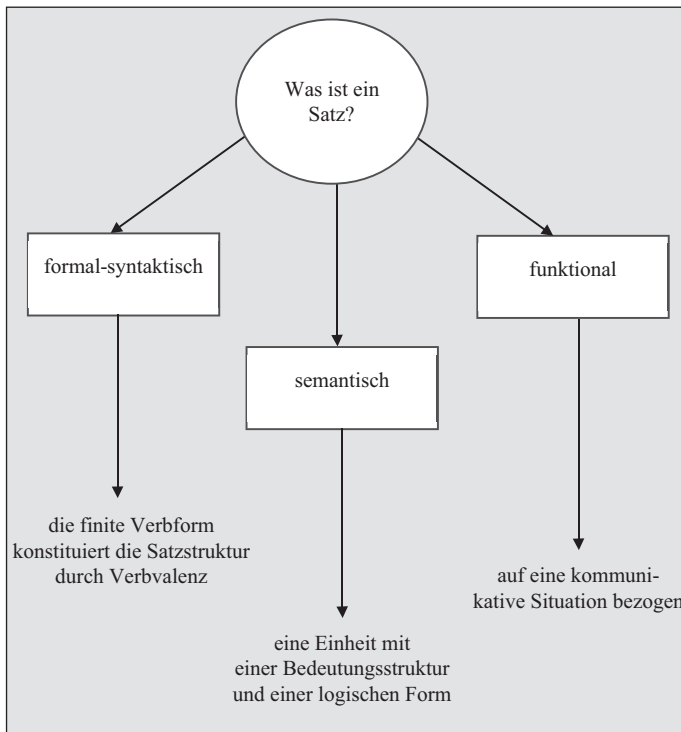 Was ist ein
Satz?
formal-syntaktisch
funktional
semantisch
die finite Verbform
konstituiert die Satzstruktur
durch Verbvalenz
auf eine kommuni-
kative Situation bezogen
eine Einheit mit
einer Bedeutungsstruktur
und einer logischen Form